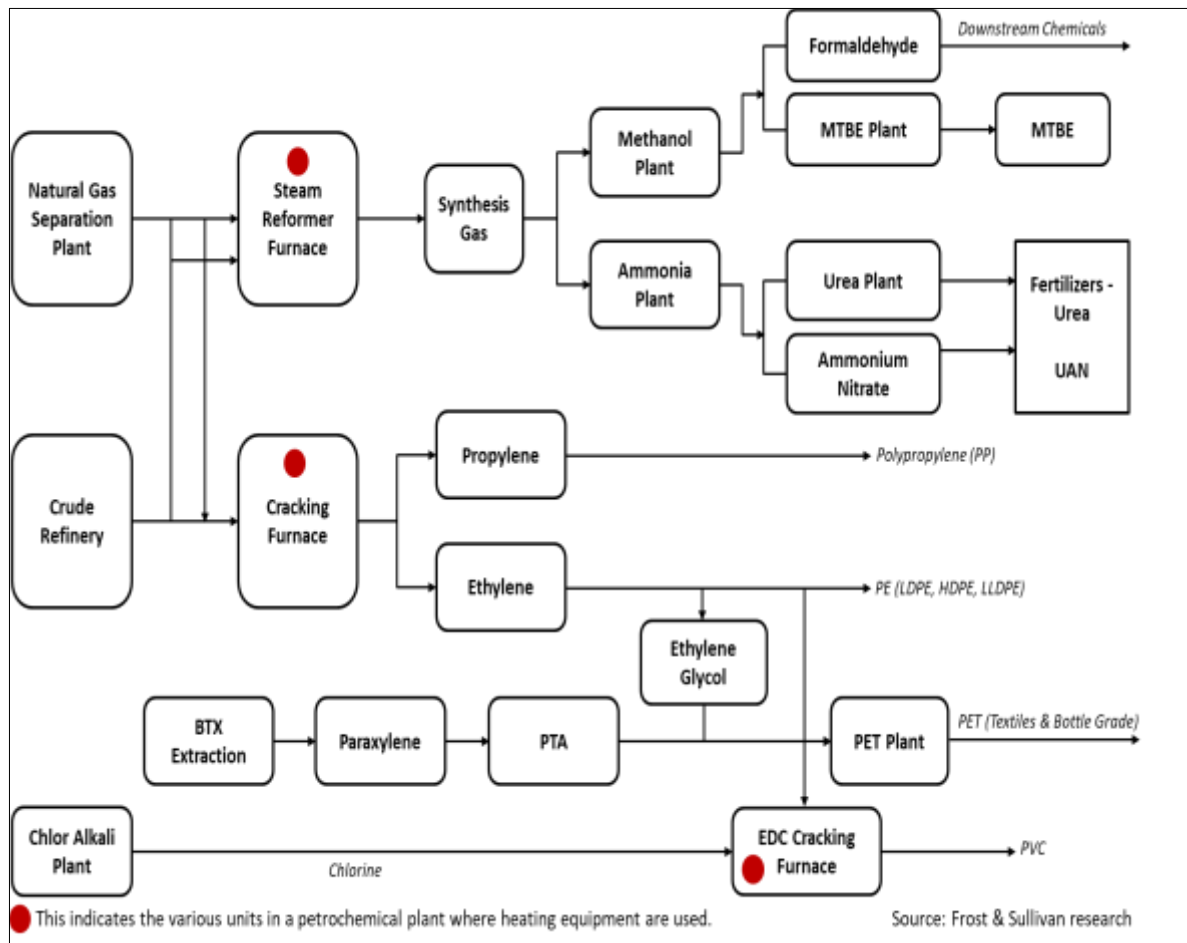 Downstream Chemicals
Formaldehyde
MTBE Plant
MTBE
Methanol
Plant
Natural Gas
Separation
Plant
Steam
Reformer
Furnace
Synthesis
Gas
Ammonia
Plant
Urea Plant
Ammonium
Nitrate
Fertilizers -
Urea
UAN
Crude
Refinery
Cracking
Furnace
Propylene
Polypropylene (PP)
Ethylene
PE (LDPE, HDPE, LLDPE)
Ethylene
Glycol
BTX
Extraction
Paraxylene
PTA
PET Plant
PET (Textiles & Bottle Grade)
Chlor Alkali
Plant
Chlorine
EDC Cracking
Furnace
PVC
This indicates the various units in a petrochemical plant where heating equipment are used.
Source: Frost & Sullivan research